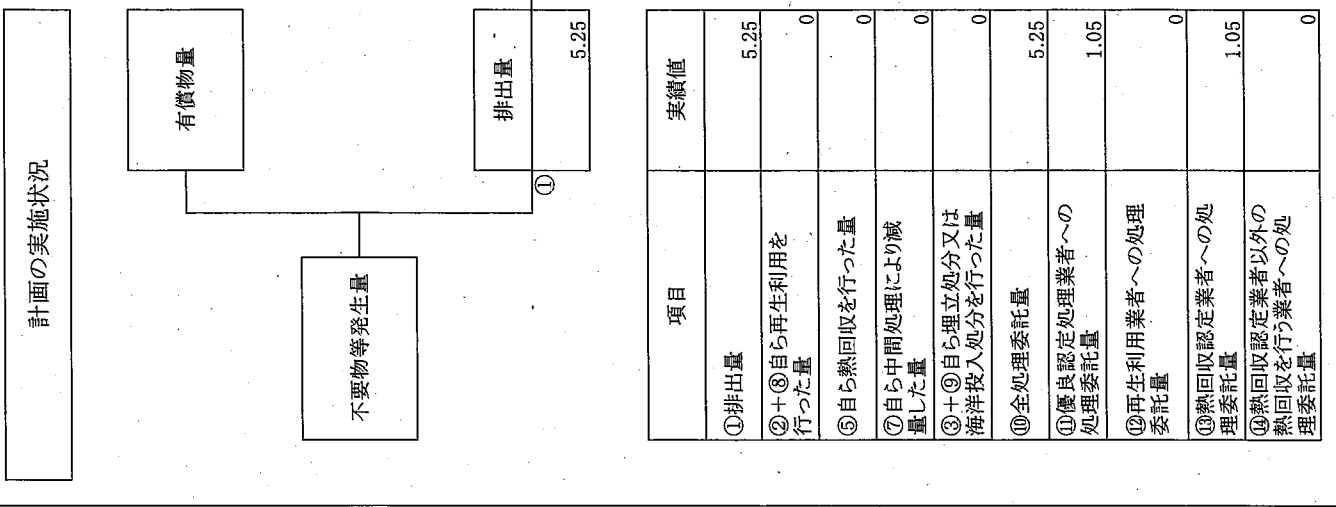 計画の実施状況
有償物量
不要物等発生量
排出量
①
5.25
項目
実績値
①排出量
5.25
②+⑧自ら再生利用を
行った量
0
⑤自ら熱回収を行った量
0
⑦自ら中間処理により減
量した量
0
③+⑨自ら埋立処分又は
海洋投入処分を行った量
0
⑩全処理委託量
5.25
⑪優良認定処理業者への
処理委託量
1.05
⑫再生利用業者への処理
委託量
0
⑬熱回収認定業者への処
理委託量
1.05
⑭熱回収認定業者以外の
熱回収を行う業者への処
理委託量
0